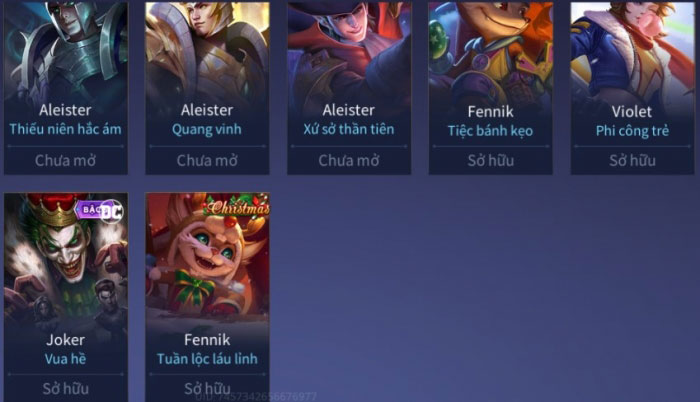 Aleister
Thiếu niên hắc ám
Chưa mở
Aleister
Quang vinh
Chưa mở
Aleister
Xứ sở thần tiên
Chưa mở
Fennik
Tiệc bánh kẹo
Sở hữu
Violet
Phi công trẻ
Sở hữu
BẬC
DC
Joker
Vua hề
Sở hữu
Christmas
Fennik
Tuần lộc láu lỉnh
Sở hữu